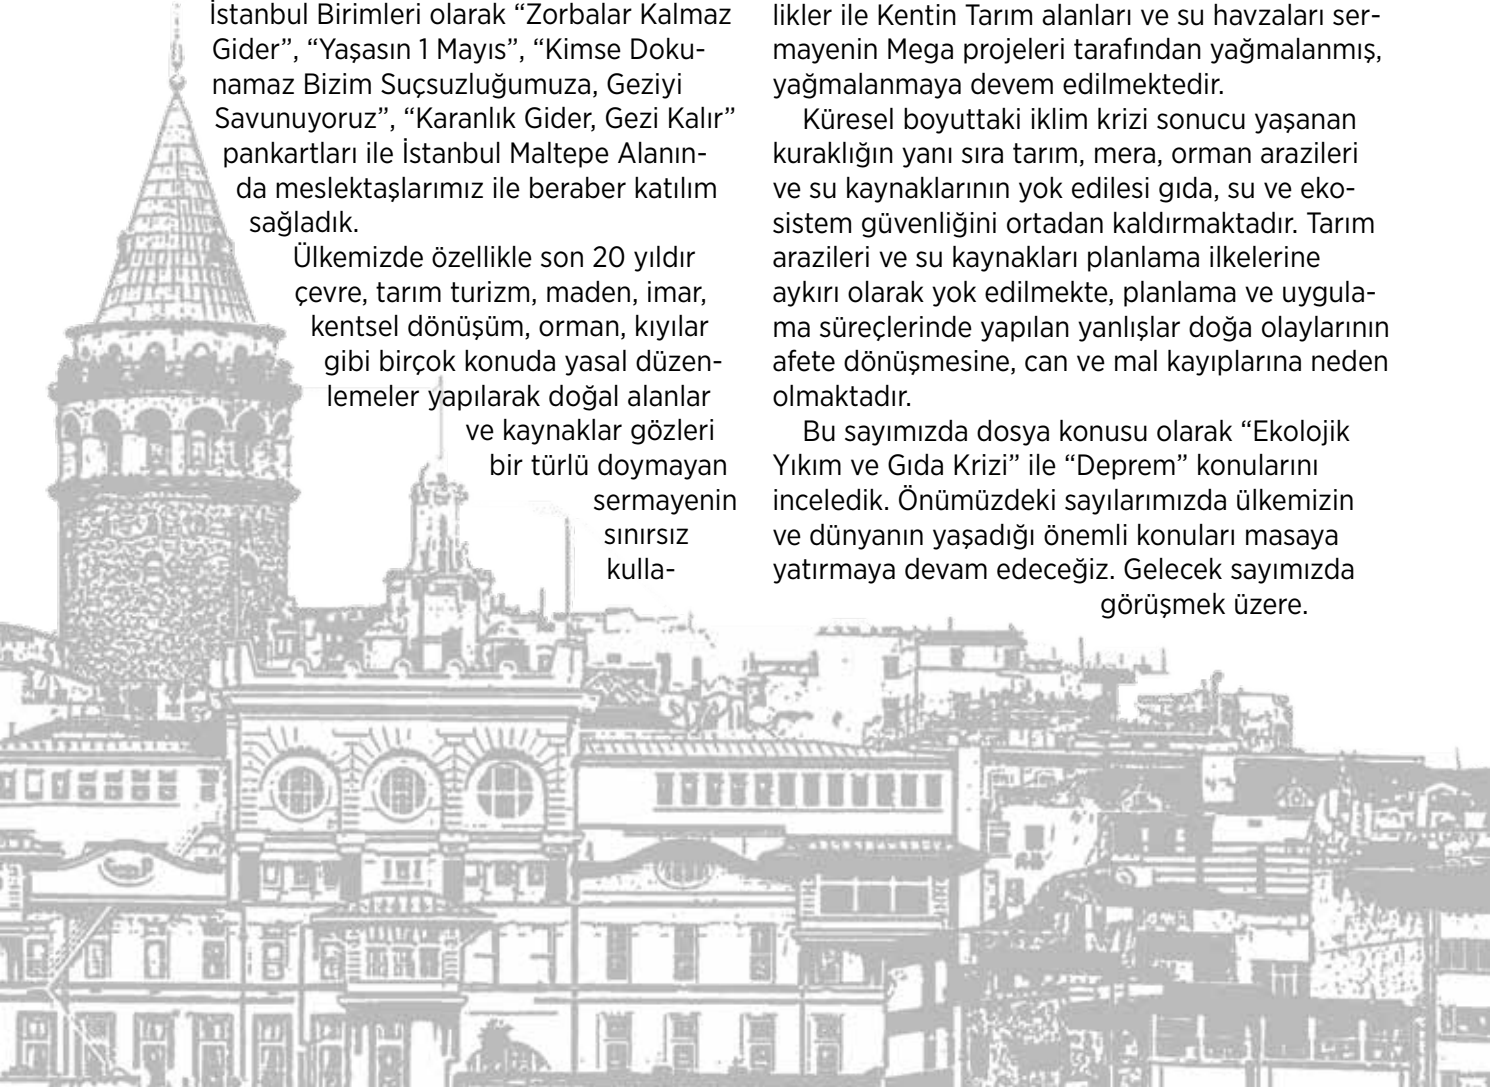 İstanbul Birimleri olarak “Zorbalar Kalmaz
Gider”, “Yaşasın 1 Mayıs”, “Kimse Doku-
namaz Bizim Suçsuzluğumuza, Geziyi
Savunuyoruz”, “Karanlık Gider, Gezi Kalır”
pankartları ile İstanbul Maltepe Alanın-
da meslektaşlarımız ile beraber katılım
sağladık.
Ülkemizde özellikle son 20 yıldır
çevre, tarım turizm, maden, imar,
kentsel dönüşüm, orman, kıyılar
gibi birçok konuda yasal düzen-
lemeler yapılarak doğal alanlar
ve kaynaklar gözleri
bir türlü doymayan
sermayenin
sınırsız
kulla-
likler ile Kentin Tarım alanları ve su havzaları ser-
mayenin Mega projeleri tarafından yağmalanmış,
yağmalanmaya devem edilmektedir.
Küresel boyuttaki iklim krizi sonucu yaşanan
kuraklığın yanı sıra tarım, mera, orman arazileri
ve su kaynaklarının yok edilesi gıda, su ve eko-
sistem güvenliğini ortadan kaldırmaktadır. Tarım
arazileri ve su kaynakları planlama ilkelerine
aykırı olarak yok edilmekte, planlama ve uygula-
ma süreçlerinde yapılan yanlışlar doğa olaylarının
afete dönüşmesine, can ve mal kayıplarına neden
olmaktadır.
Bu sayımızda dosya konusu olarak “Ekolojik
Yıkım ve Gıda Krizi” ile “Deprem” konularını
inceledik. Önümüzdeki sayılarımızda ülkemizin
ve dünyanın yaşadığı önemli konuları masaya
yatırmaya devam edeceğiz. Gelecek sayımızda
görüşmek üzere.